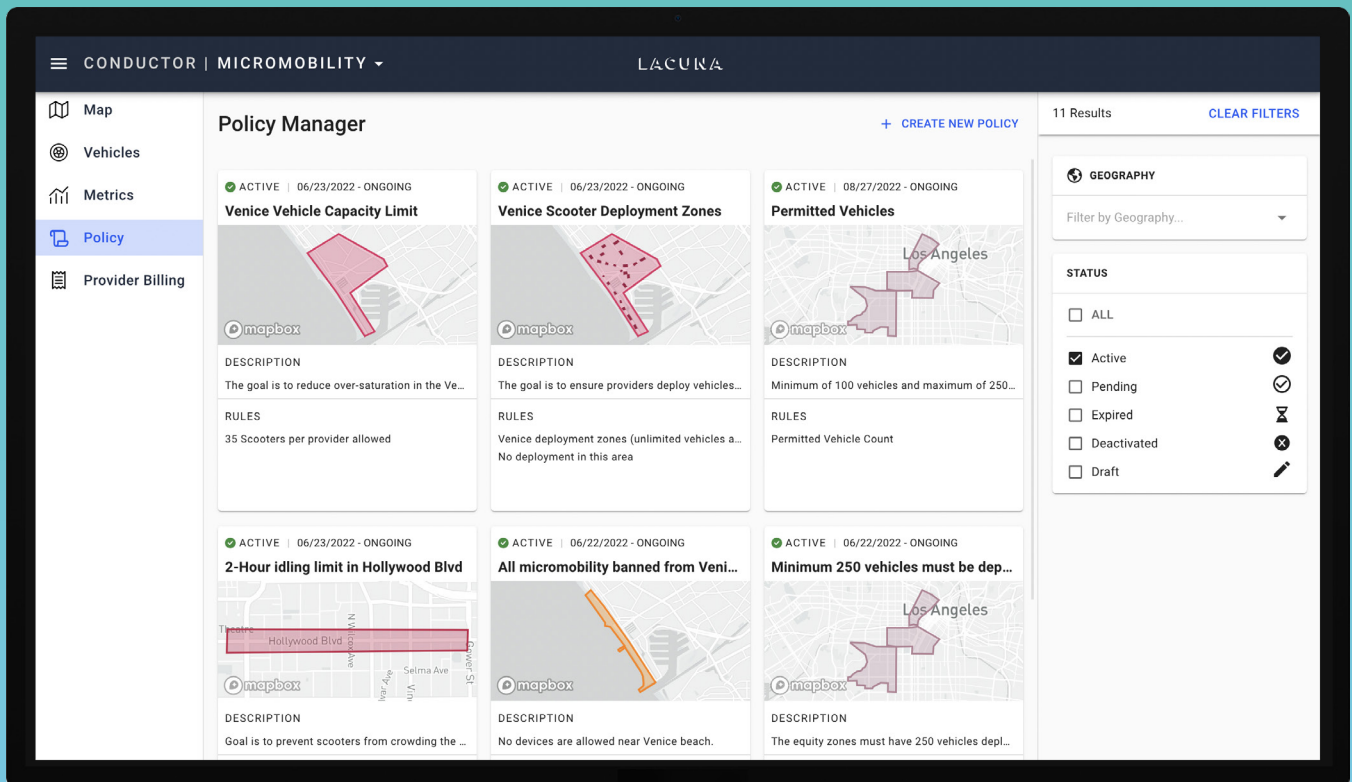 CONDUCTOR | MICROMOBILITY
LACUNA
Map
Vehicles
Metrics
Policy
Provider Billing
Policy Manager
+ CREATE NEW POLICY
ACTIVE | 06/23/2022 - ONGOING
Venice Vehicle Capacity Limit
mapbox
DESCRIPTION
The goal is to reduce over-saturation in the Ve...
RULES
35 Scooters per provider allowed
ACTIVE | 06/23/2022 - ONGOING
Venice Scooter Deployment Zones
mapbox
DESCRIPTION
The goal is to ensure providers deploy vehicles...
RULES
Venice deployment zones (unlimited vehicles a...
No deployment in this area
ACTIVE | 08/27/2022 - ONGOING
Permitted Vehicles
Los Angeles
mapbox
DESCRIPTION
Minimum of 100 vehicles and maximum of 250...
RULES
Permitted Vehicle Count
ACTIVE | 06/23/2022 - ONGOING
2-Hour idling limit in Hollywood Blvd
Theatre
Hollywood Blvd
N Wilcox Ave
Selma Ave
Gower St
var Ave
Vin
mapbox
DESCRIPTION
Goal is to prevent scooters from crowding the ...
ACTIVE | 06/22/2022 - ONGOING
All micromobility banned from Veni...
mapbox
DESCRIPTION
No devices are allowed near Venice beach.
ACTIVE | 06/22/2022 - ONGOING
Minimum 250 vehicles must be dep...
Los Angeles
mapbox
DESCRIPTION
The equity zones must have 250 vehicles depl...
11 Results
CLEAR FILTERS
GEOGRAPHY
Filter by Geography...
STATUS
ALL
Active
Pending
Expired
Deactivated
Draft